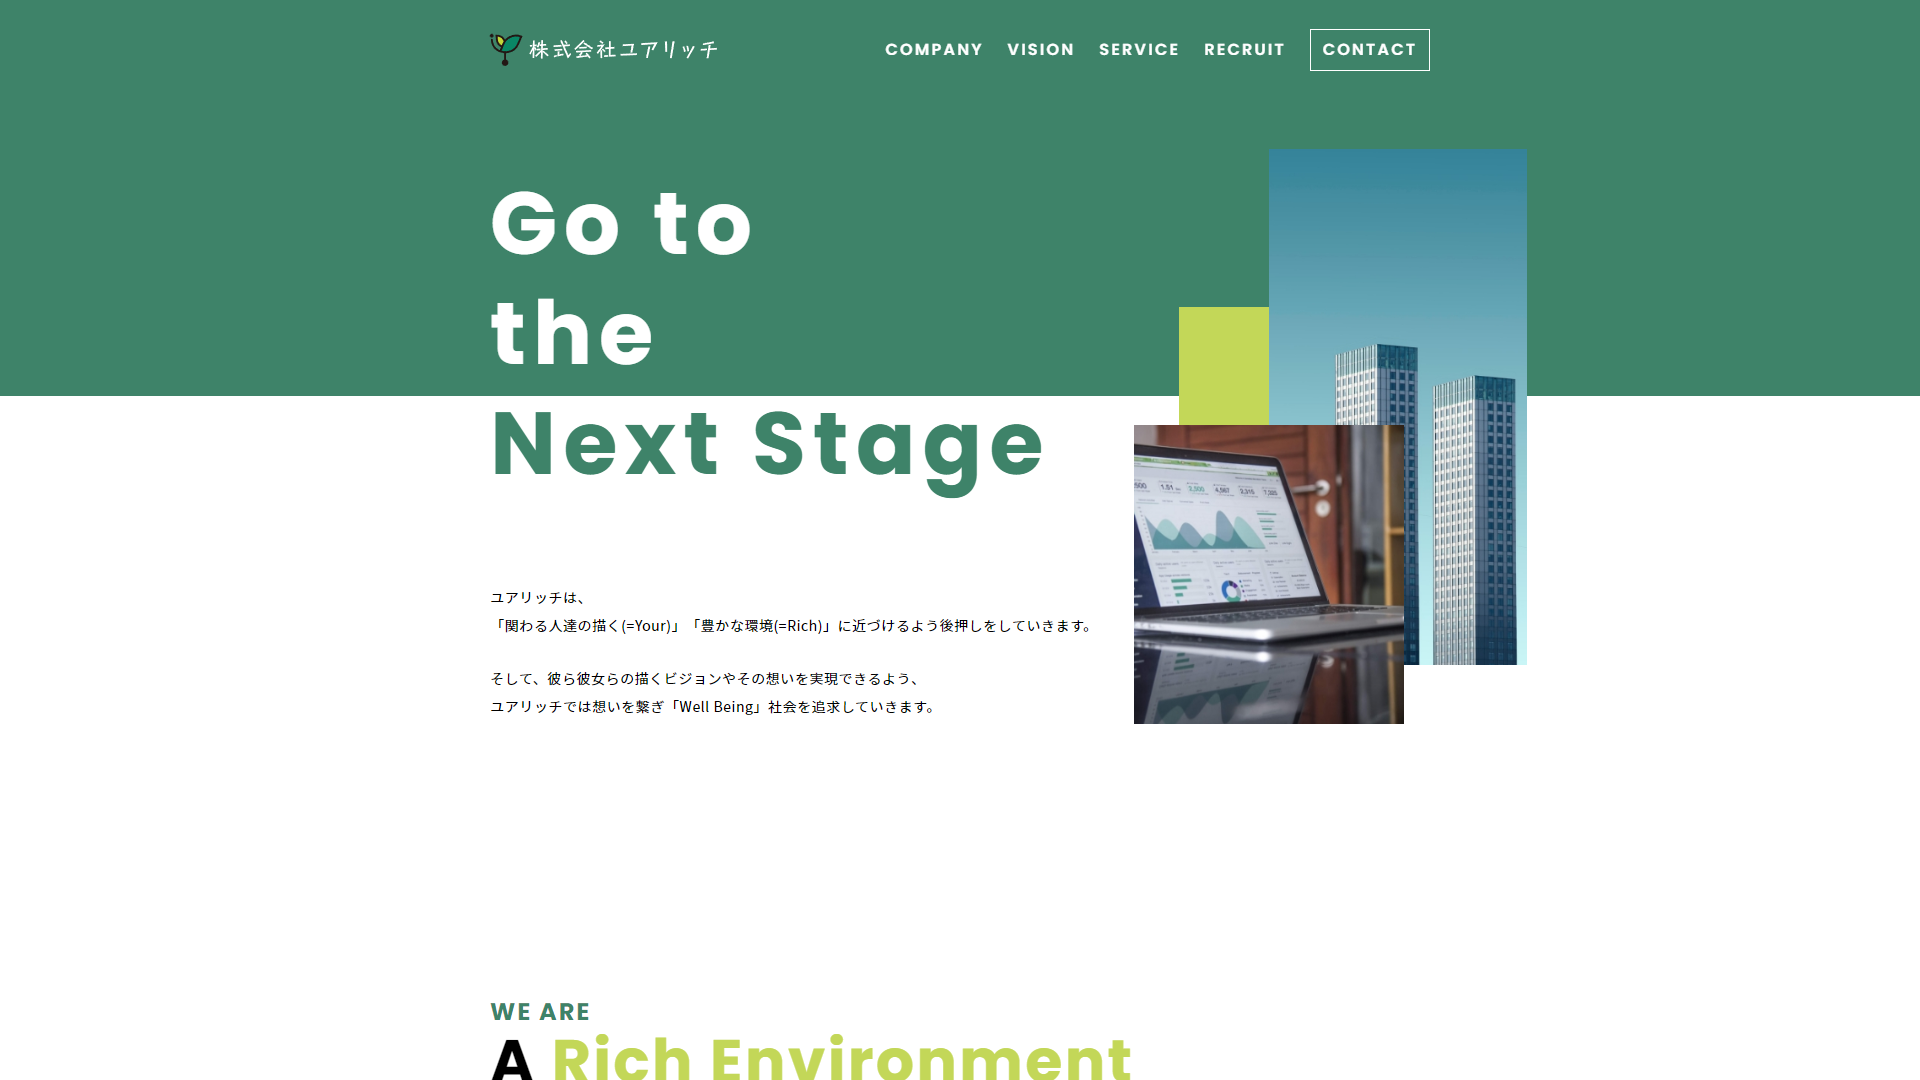 株式会社ユアリッチ
COMPANY VISION SERVICE RECRUIT CONTACT
Go to
the
Next Stage
ユアリッチは、
「関わる人達の描く(=Your)」「豊かな環境(=Rich)」に近づけるよう後押しをしていきます。
そして、彼ら彼女らの描くビジョンやその想いを実現できるよう、
ユアリッチでは想いを繋ぎ「Well Being」社会を追求していきます。
WE ARE
A Rich Environment